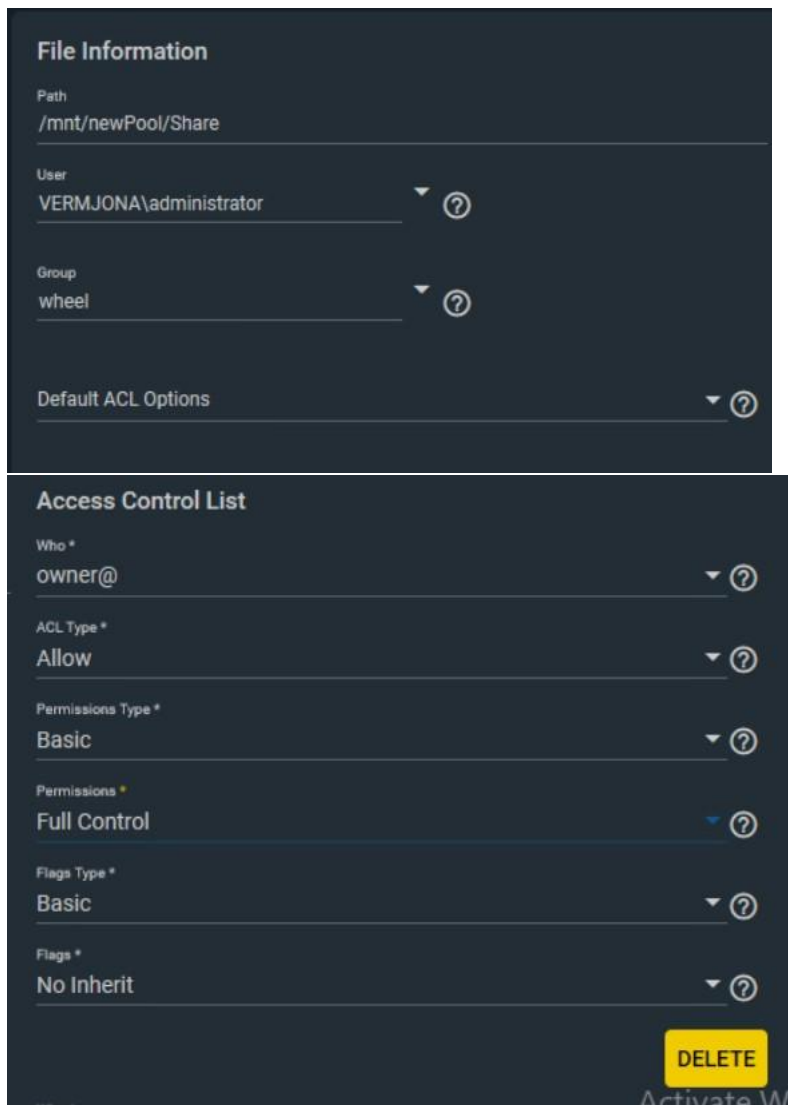 File Information
Path
/mnt/newPool/Share
User
VERMJONA\administrator
Group
wheel
Default ACL Options
Access Control List
Who *
owner@
ACL Type *
Allow
Permissions Type *
Basic
Permissions *
Full Control
Flags Type *
Basic
Flags *
No Inherit
DELETE
Activate W